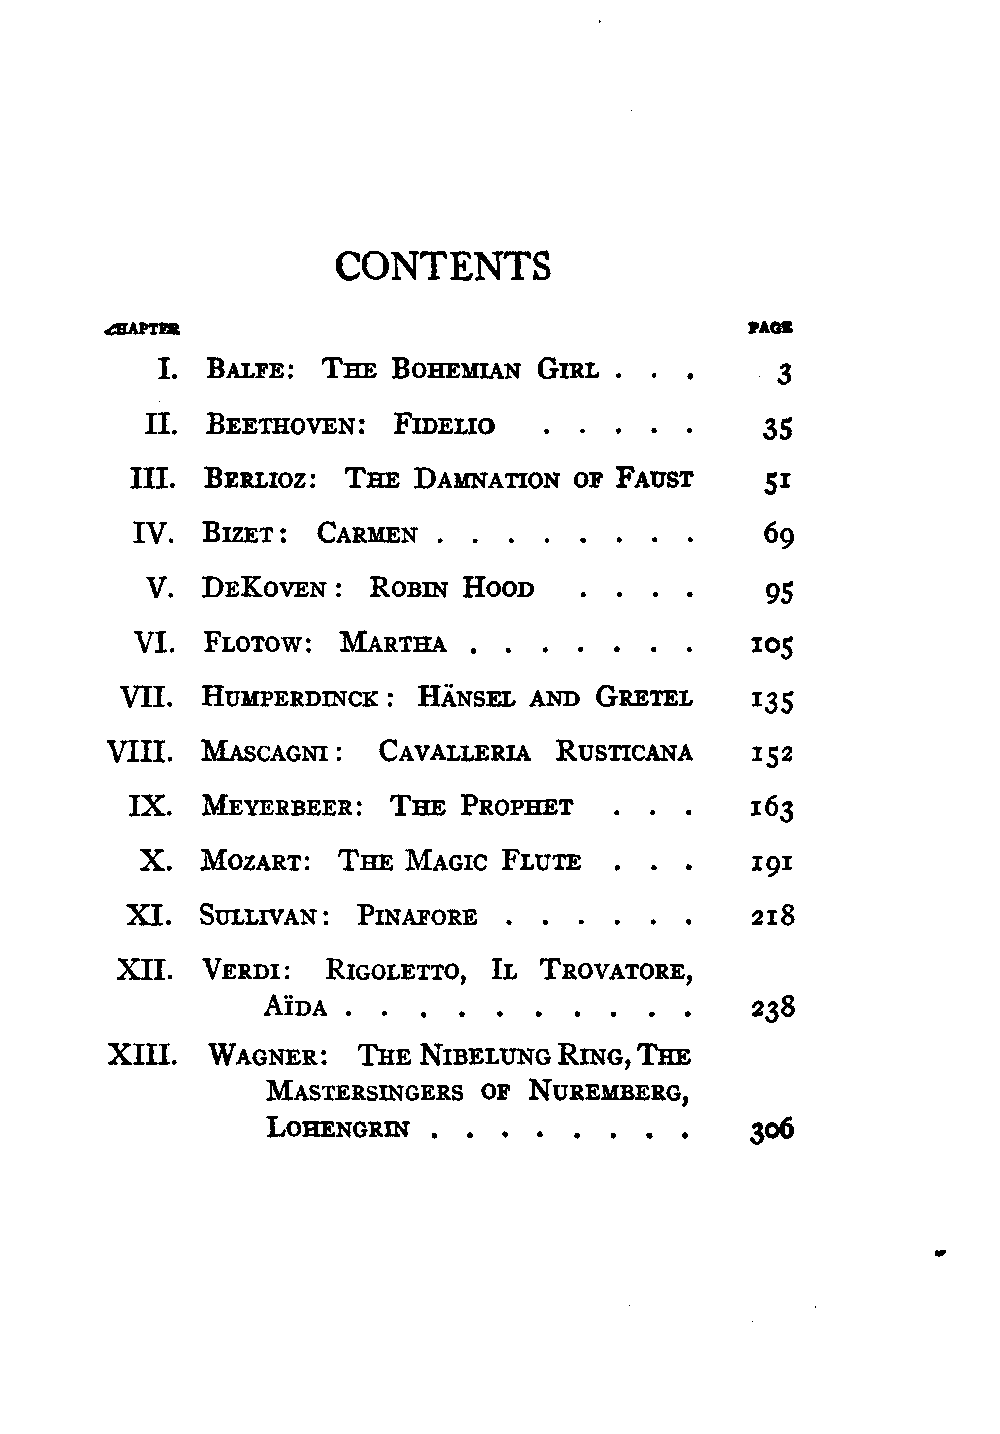 CONTENTS
CHAPTER PAGE
I. BALFE: THE BOHEMIAN GIRL . . . 3
II. BEETHOVEN: FIDELIO . . . . . 35
III. BERLIOZ: THE DAMNATION OF FAUST 51
IV. BIZET: CARMEN . . . . . . . . 69
V. DEKOVEN: ROBIN HOOD . . . . 95
VI. FLOTOW: MARTHA . . . . . . . 105
VII. HUMPERDINCK: HÄNSEL AND GRETEL 135
VIII. MASCAGNI: CAVALLERIA RUSTICANA 152
IX. MEYERBEER: THE PROPHET . . . 163
X. MOZART: THE MAGIC FLUTE . . . 191
XI. SULLIVAN: PINAFORE . . . . . . 218
XII. VERDI: RIGOLETTO, IL TROVATORE,
AÏDA . . . . . . . . . . 238
XIII. WAGNER: THE NIBELUNG RING, THE
MASTERSINGERS OF NUREMBERG,
LOHENGRIN . . . . . . . . 306